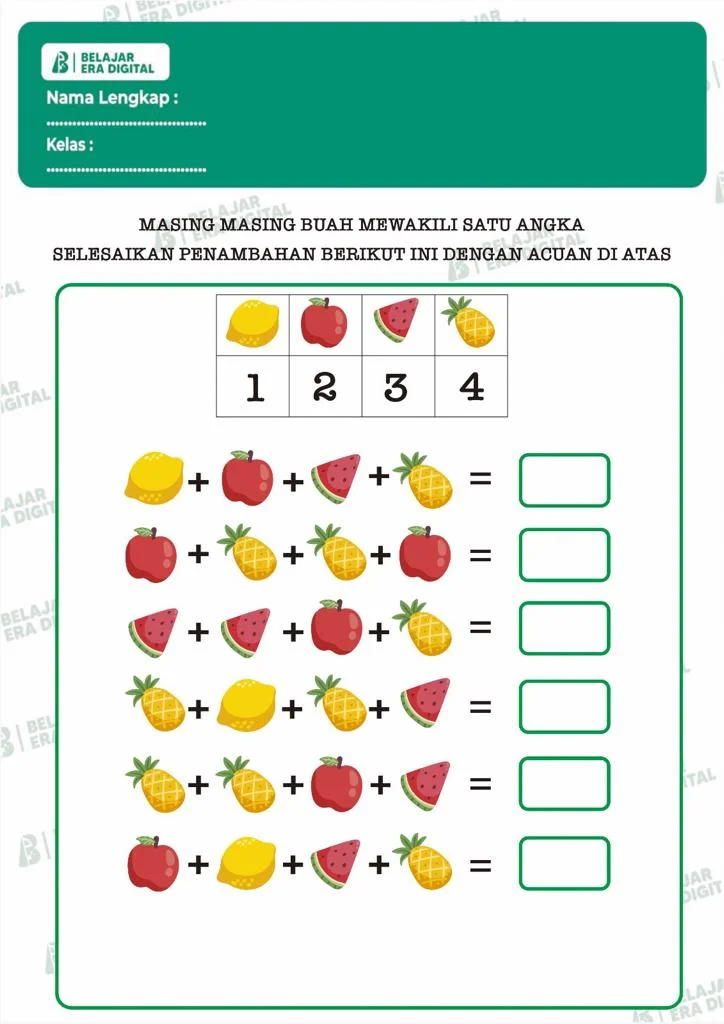 BELAJAR
ERA DIGITAL
Nama Lengkap :
......................................
Kelas :
......................................
MASING MASING BUAH MEWAKILI SATU ANGKA
SELESAIKAN PENAMBAHAN BERIKUT INI DENGAN ACUAN DI ATAS
1 2 3 4
+ + + =
+ + + =
+ + + =
+ + + =
+ + + =
+ + + =